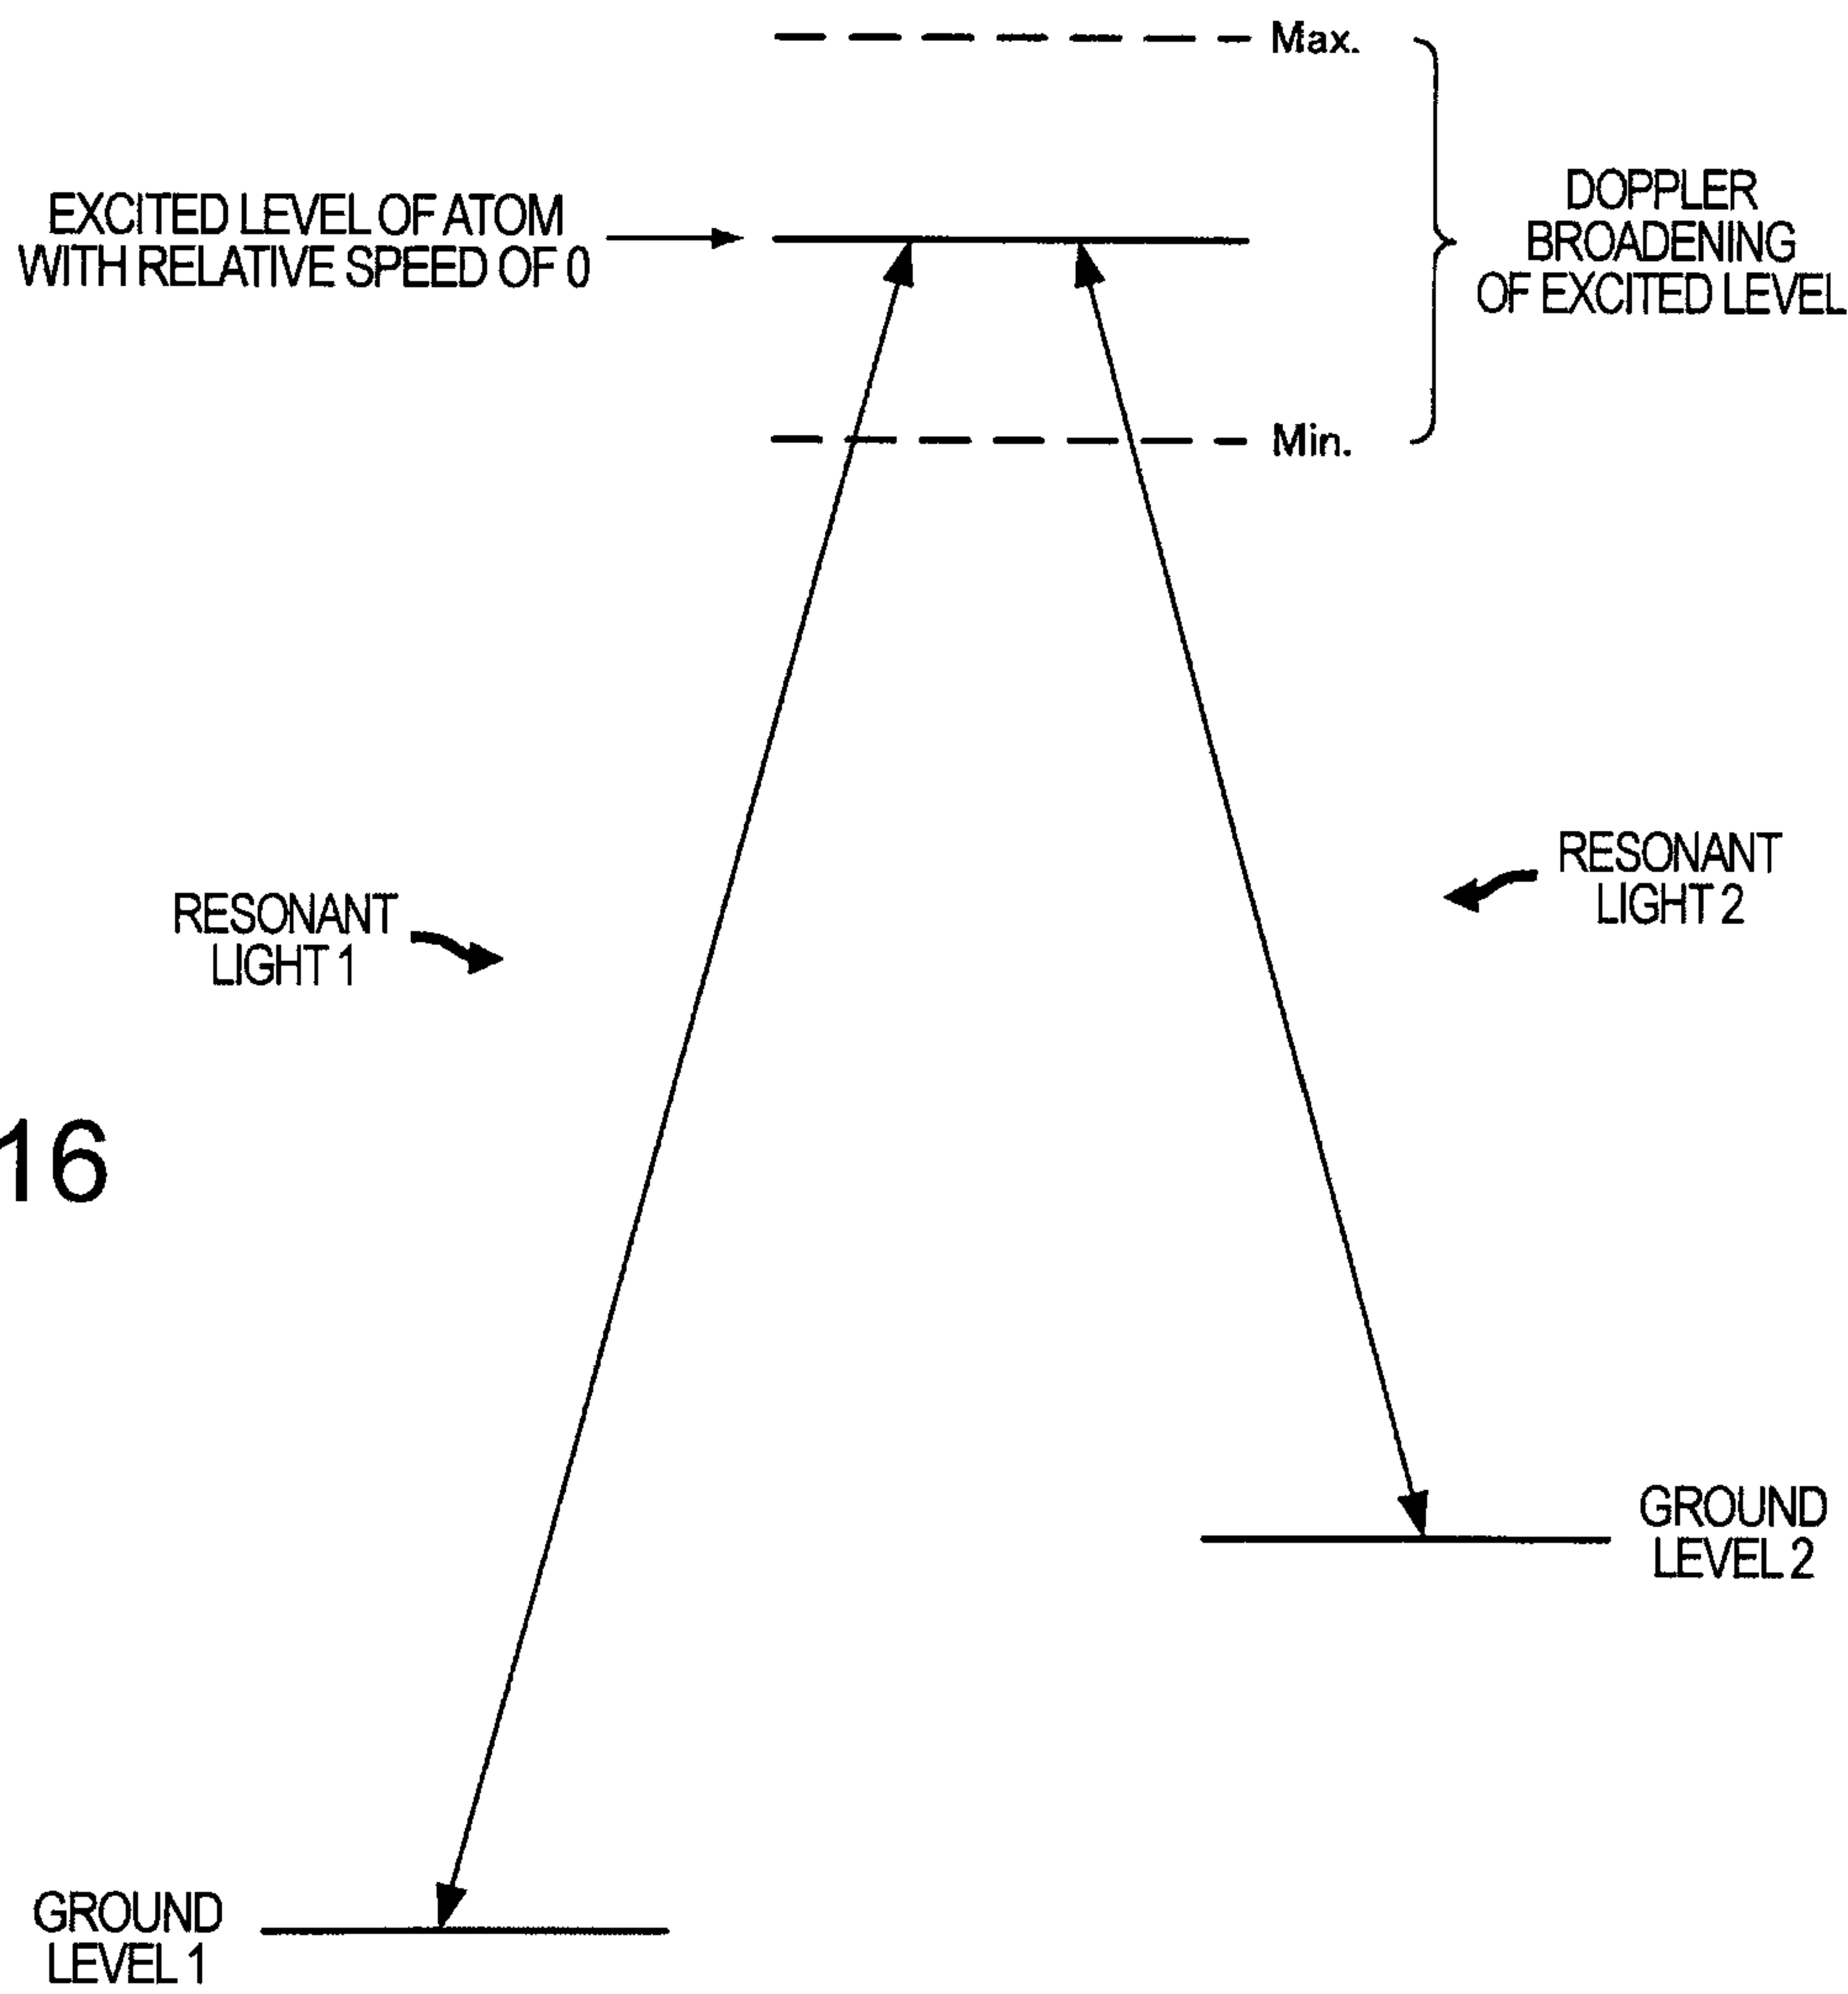 Max.
EXCITED LEVEL OF ATOM
WITH RELATIVE SPEED OF 0
DOPPLER
BROADENING
OF EXCITED LEVEL
Min.
RESONANT
LIGHT 2
RESONANT
LIGHT 1
16
GROUND
LEVEL 2
GROUND
LEVEL 1